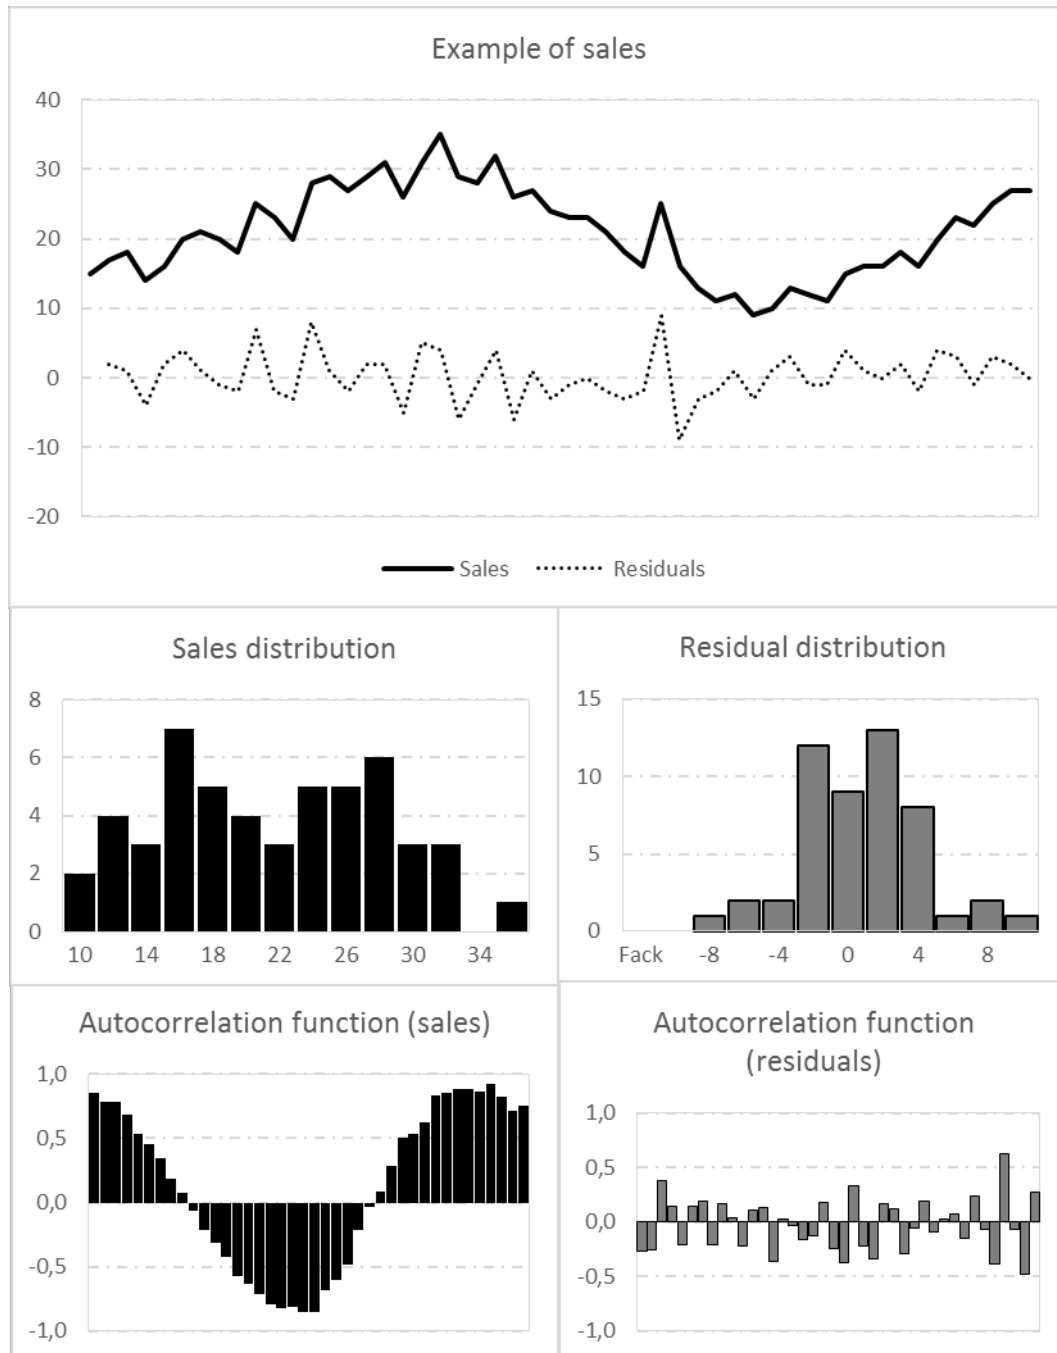 Example of sales
40
30
20
10
0
-10
-20
Sales Residuals
Sales distribution
8
6
4
2
0
10 14 18 22 26 30 34
Residual distribution
15
10
5
0
Fack -8 -4 0 4 8
Autocorrelation function (sales)
1,0
0,5
0,0
-0,5
-1,0
Autocorrelation function
(residuals)
1,0
0,5
0,0
-0,5
-1,0